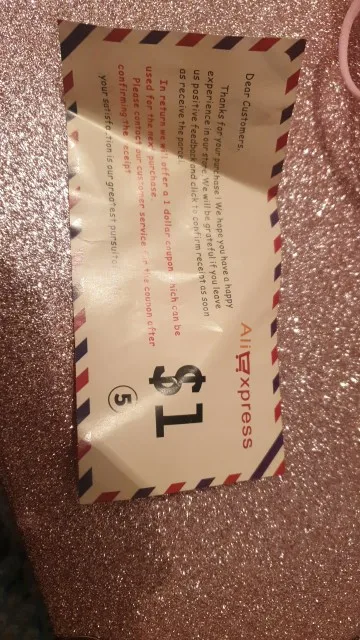 AliExpress
Dear Customers:
Thanks for your purchase! We hope you have a happy
experience in our store. We will be grateful if you leave
us positive feedback and click to confirm receipt as soon
as receive the parcel.
In return we will offer a 1 dollar coupon which can be
used for the next purchase
Please contact our customer service for the coupon after
confirming the receipt
your satisfaction is our greatest pursuit
$1
5